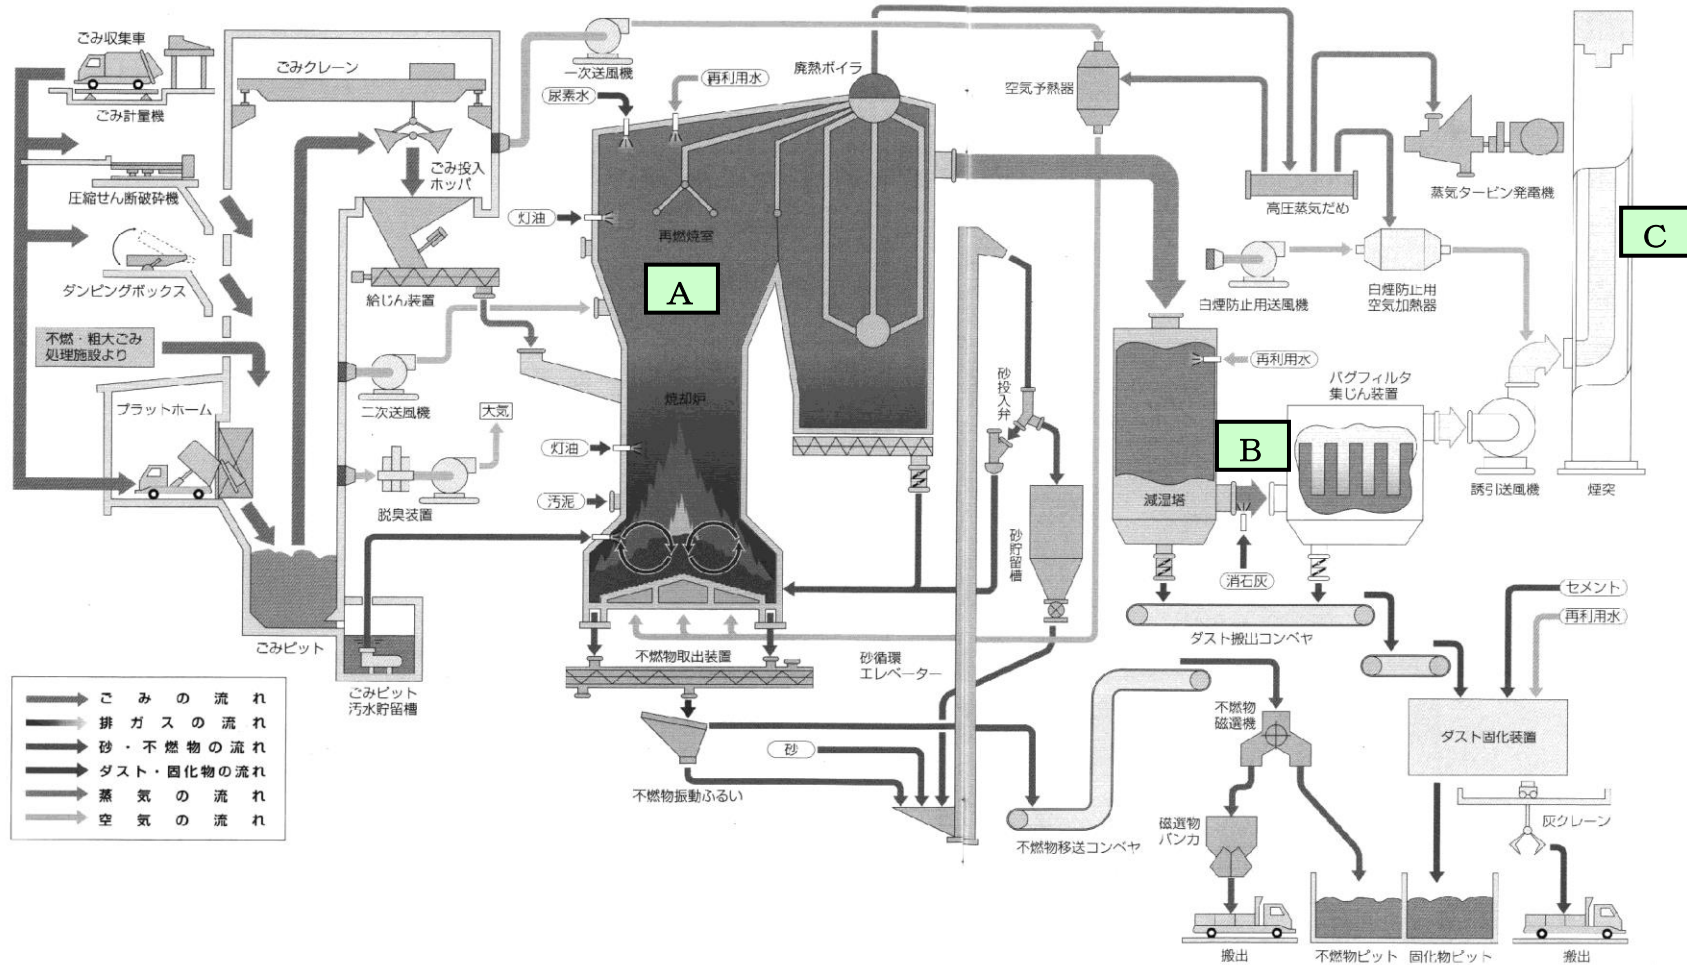 ごみ収集車
ごみ計量機
圧縮せん断破砕機
ダンピングボックス
不燃・粗大ごみ
処理施設より
プラットホーム
ごみクレーン
ごみ投入
ホッパ
給じん装置
二次送風機
大気
脱臭装置
ごみピット
ごみピット
汚水貯留槽
一次送風機
尿素水
再利用水
廃熱ボイラ
灯油
再燃焼室
A
焼却炉
灯油
汚泥
不燃物取出装置
不燃物振動ふるい
砂
砂循環
エレベーター
砂投入弁
砂貯留槽
空気予熱器
高圧蒸気だめ
蒸気タービン発電機
白煙防止用送風機
白煙防止用
空気加熱器
C
再利用水
減湿塔
B
消石灰
バグフィルタ
集じん装置
誘引送風機
煙突
ダスト搬出コンベヤ
セメント
再利用水
ダスト固化装置
灰クレーン
不燃物移送コンベヤ
不燃物
磁選機
磁選物
バンカ
搬出
不燃物ピット
固化物ピット
搬出
ごみの流れ
排ガスの流れ
砂・不燃物の流れ
ダスト・固化物の流れ
蒸気の流れ
空気の流れ